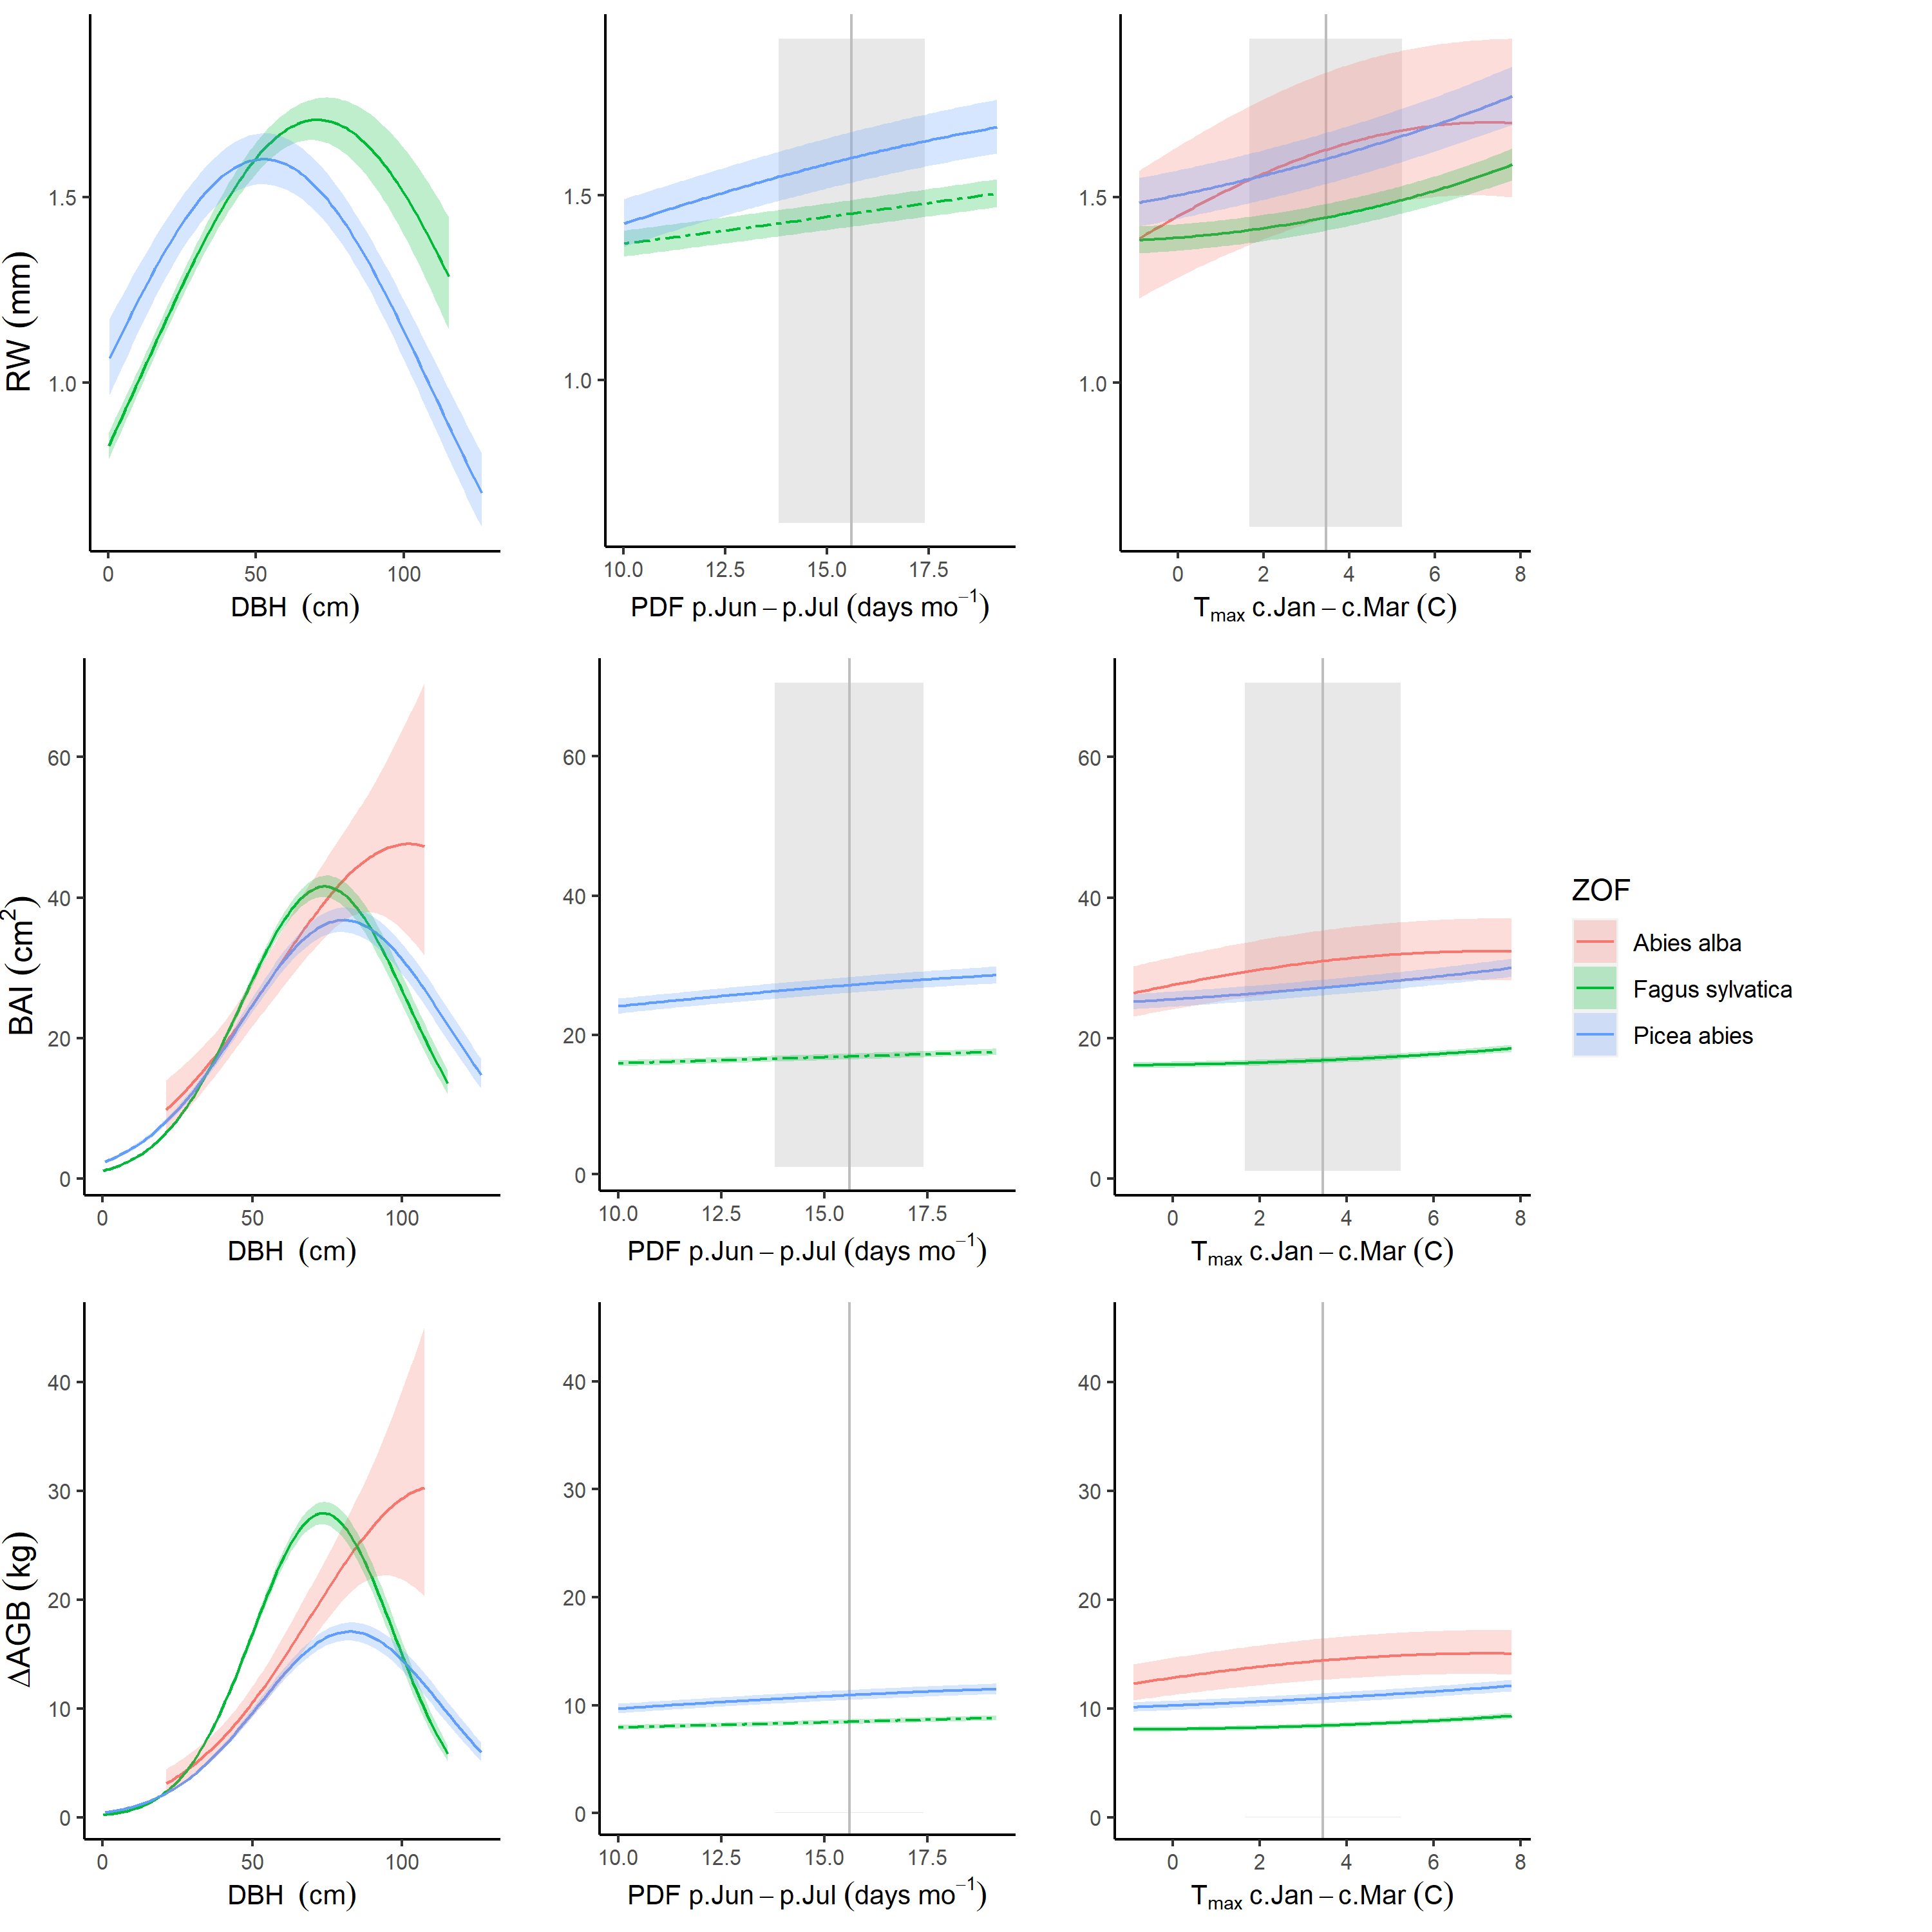 RW (mm)
1.5
1.0
0 50 100
DBH (cm)
1.5
1.0
10.0 12.5 15.0 17.5
PDF p.Jun – p.Jul (days mo⁻¹)
1.5
1.0
0 2 4 6 8
Tmax c.Jan – c.Mar (C)
BAI (cm²)
60
40
20
0
0 50 100
DBH (cm)
60
40
20
0
10.0 12.5 15.0 17.5
PDF p.Jun – p.Jul (days mo⁻¹)
60
40
20
0
0 2 4 6 8
Tmax c.Jan – c.Mar (C)
ZOF
Abies alba
Fagus sylvatica
Picea abies
ΔAGB (kg)
40
30
20
10
0
0 50 100
DBH (cm)
40
30
20
10
0
10.0 12.5 15.0 17.5
PDF p.Jun – p.Jul (days mo⁻¹)
40
30
20
10
0
0 2 4 6 8
Tmax c.Jan – c.Mar (C)